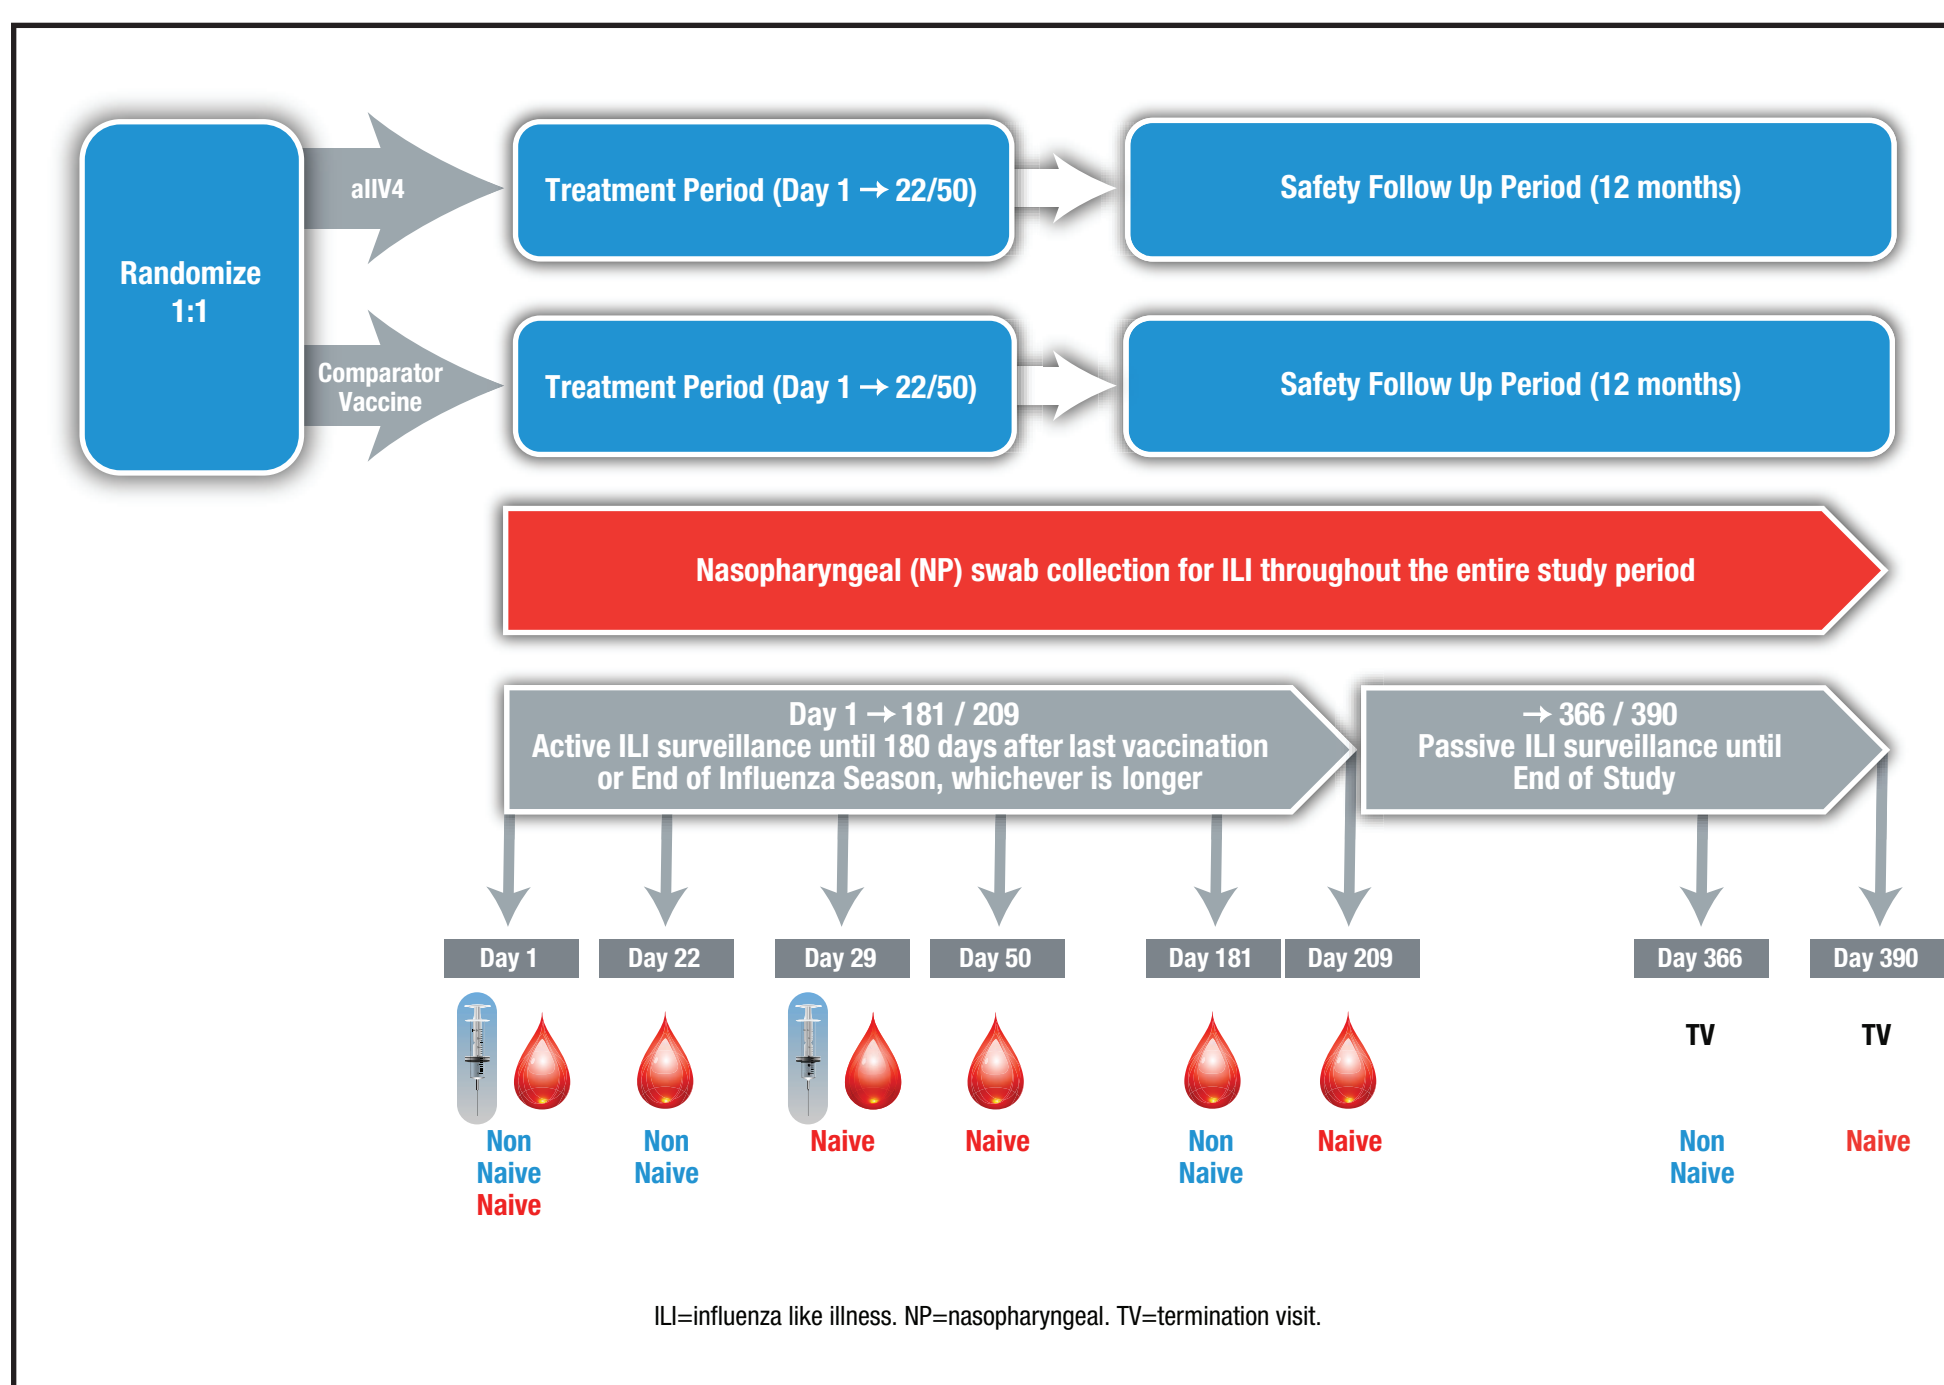 Randomize
1:1
aIIV4
Treatment Period (Day 1 → 22/50)
Safety Follow Up Period (12 months)
Comparator
Vaccine
Treatment Period (Day 1 → 22/50)
Safety Follow Up Period (12 months)
Nasopharyngeal (NP) swab collection for ILI throughout the entire study period
Day 1 → 181 / 209
Active ILI surveillance until 180 days after last vaccination
or End of Influenza Season, whichever is longer
→ 366 / 390
Passive ILI surveillance until
End of Study
Day 1
Day 22
Day 29
Day 50
Day 181
Day 209
Day 366
Day 390
TV
TV
Non
Naive
Naive
Non
Naive
Naive
Naive
Non
Naive
Naive
Non
Naive
Naive
ILI=influenza like illness. NP=nasopharyngeal. TV=termination visit.